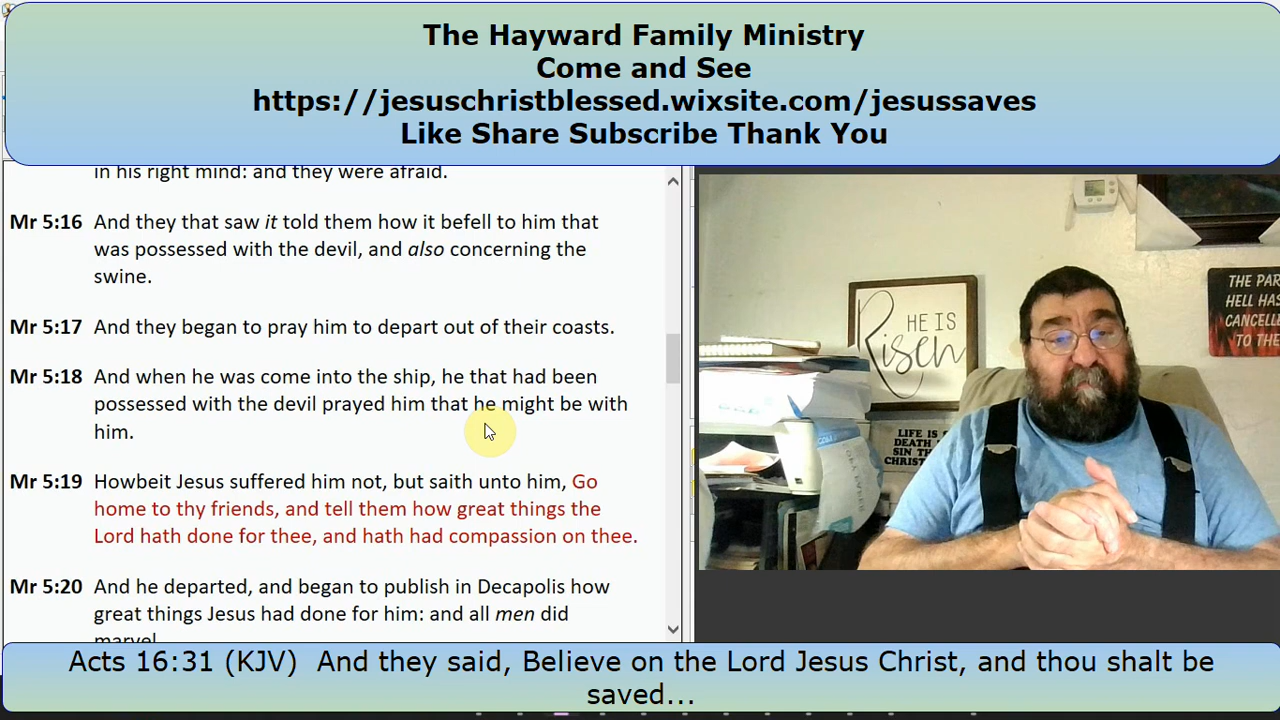 The Hayward Family Ministry
Come and See
https://jesuschristblessed.wixsite.com/jesussaves
Like Share Subscribe Thank You
in his right mind: and they were afraid.
Mr 5:16 And they that saw it told them how it befell to him that
was possessed with the devil, and also concerning the
swine.
Mr 5:17 And they began to pray him to depart out of their coasts.
Mr 5:18 And when he was come into the ship, he that had been
possessed with the devil prayed him that he might be with
him.
Mr 5:19 Howbeit Jesus suffered him not, but saith unto him, Go
home to thy friends, and tell them how great things the
Lord hath done for thee, and hath had compassion on thee.
Mr 5:20 And he departed, and began to publish in Decapolis how
great things Jesus had done for him: and all men did
marvel
HE IS
Risen
THE PAR
HELL HAS
CANCELLE
TO THE
LIFE IS
DEATH
SIN TH
CHRIST
Acts 16:31 (KJV) And they said, Believe on the Lord Jesus Christ, and thou shalt be
saved...